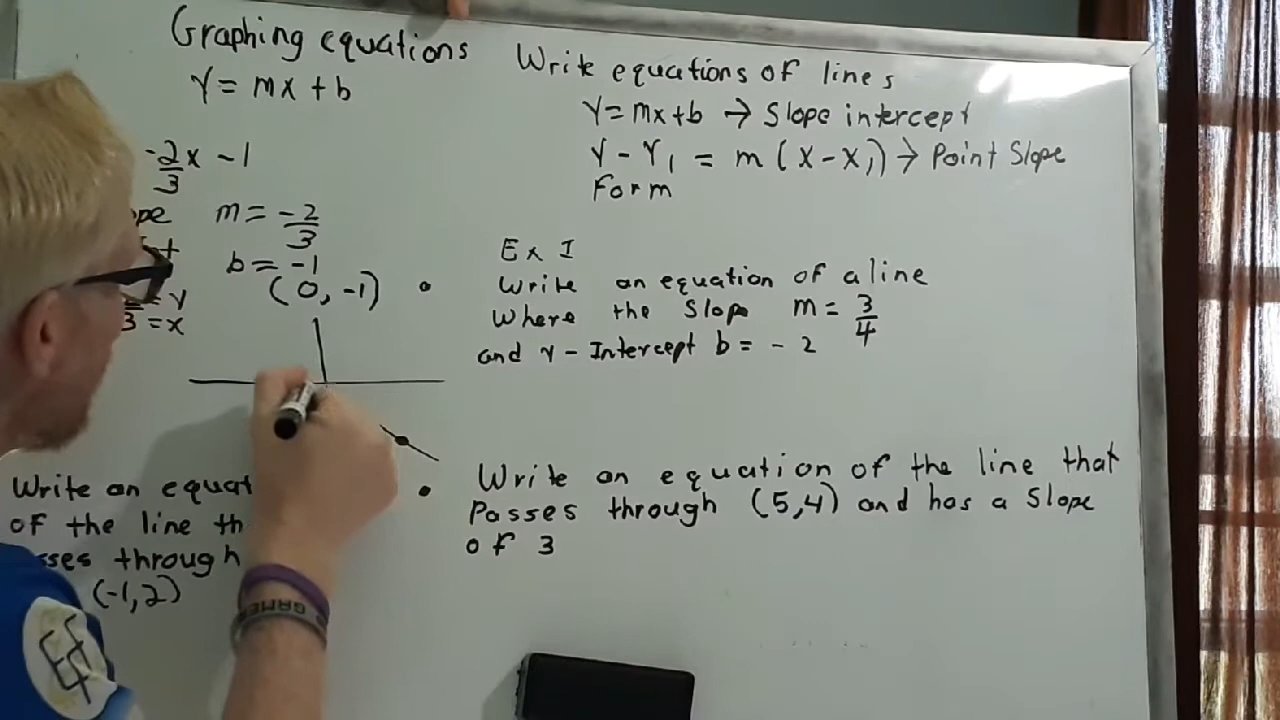 Graphing equations
Y = mx + b
-2/3 x - 1
m = -2/3
b = -1
(0, -1)
= Y
3 = X
Write an equat
of the line th
sses through
(-1,2)
Write equations of lines
Y = mx + b → Slope intercept
Y - Y₁ = m (X - X₁) → Point Slope
Form
Ex I
Write an equation of a line
Where the Slope m = 3/4
and Y-Intercept b = -2
Write an equation of the line that
Passes through (5,4) and has a Slope
of 3
GAME